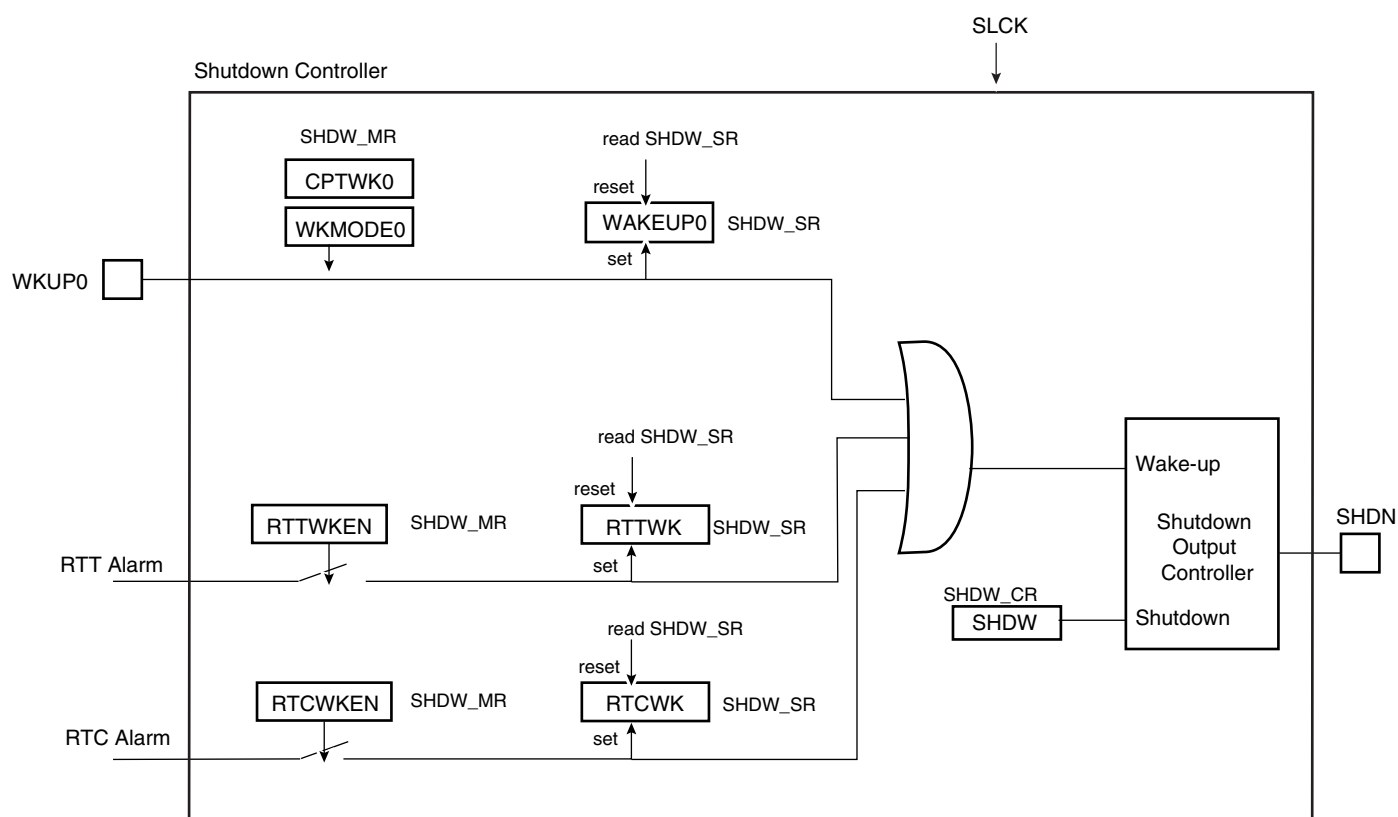 SLCK
Shutdown Controller
SHDW_MR
CPTWK0
WKMODE0
read SHDW_SR
reset
WAKEUP0
SHDW_SR
set
WKUP0
read SHDW_SR
reset
RTTWKEN
SHDW_MR
RTTWK
SHDW_SR
set
RTT Alarm
Wake-up
Shutdown
Output
Controller
SHDN
SHDW_CR
SHDW
Shutdown
read SHDW_SR
reset
RTCWKEN
SHDW_MR
RTCWK
SHDW_SR
set
RTC Alarm